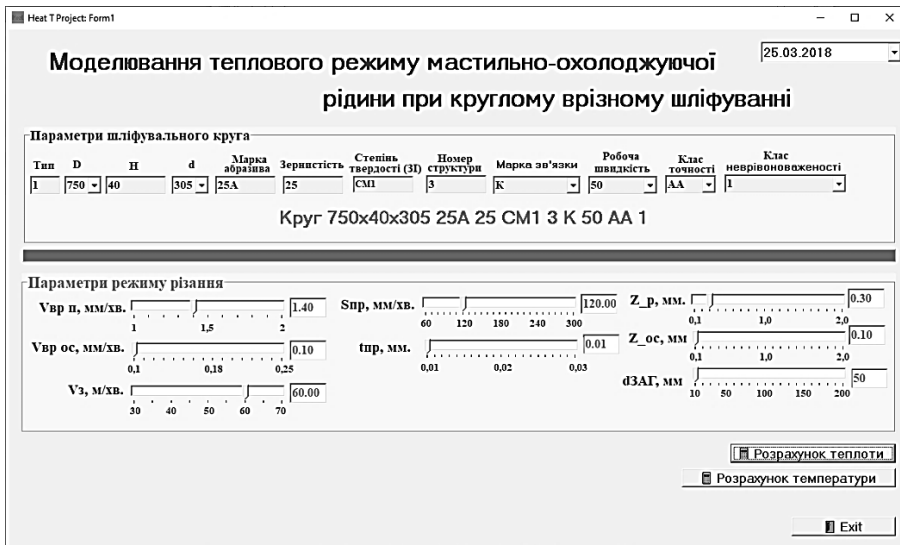 Heat T Project: Form1
25.03.2018
Моделювання теплового режиму мастильно-охолоджуючої
рідини при круглому врізному шліфуванні
Параметри шліфувального круга
Тип D H d Марка абразива Зернистість Степінь твердості (ЗІ) Номер структури Марка зв'язки Робоча швидкість Клас точності Клас неврівоноваженості
1 750 40 305 25А 25 СМ1 3 К 50 АА 1
Круг 750х40х305 25А 25 СМ1 3 К 50 АА 1
Параметри режиму різання
Vвр п, мм/хв. 1.40
1 1,5 2
Vвр ос, мм/хв. 0.10
0,1 0,18 0,25
Vз, м/хв. 60.00
30 40 50 60 70
Sпр, мм/хв. 120.00
60 120 180 240 300
tпр, мм. 0.01
0,01 0,02 0,03
Z_р, мм. 0.30
0,1 1,0 2,0
Z_ос, мм 0.10
0,1 1,0 2,0
dЗАГ, мм 50
10 50 100 150 200
Розрахунок теплоти
Розрахунок температури
Exit